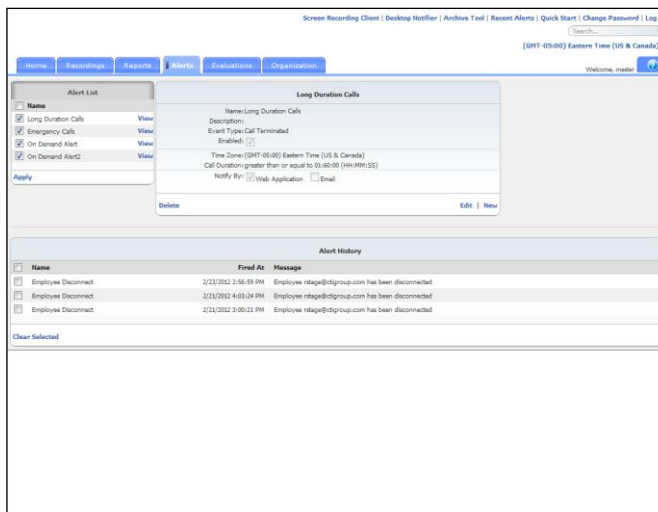 Screen Recording Client | Desktop Notifier | Archive Tool | Recent Alerts | Quick Start | Change Password | Log
Search...
(GMT-05:00) Eastern Time (US & Canada)
Home Recordings Reports Alerts Evaluations Organization
Welcome, master
Alert List
Name
Long Duration Calls View
Emergency Calls View
On Demand Alert View
On Demand Alert2 View
Apply
Long Duration Calls
Name: Long Duration Calls
Description:
Event Type: Call Terminated
Enabled:
Time Zone: (GMT-05:00) Eastern Time (US & Canada)
Call Duration: greater than or equal to 01:60:00 (HH:MM:SS)
Notify By: Web Application Email
Delete Edit | New
Alert History
Name Fired At Message
Employee Disconnect 2/23/2012 2:56:59 PM Employee rstage@ctigroup.com has been disconnected
Employee Disconnect 2/21/2012 4:03:24 PM Employee rstage@ctigroup.com has been disconnected
Employee Disconnect 2/21/2012 3:00:21 PM Employee rstage@ctigroup.com has been disconnected
Clear Selected